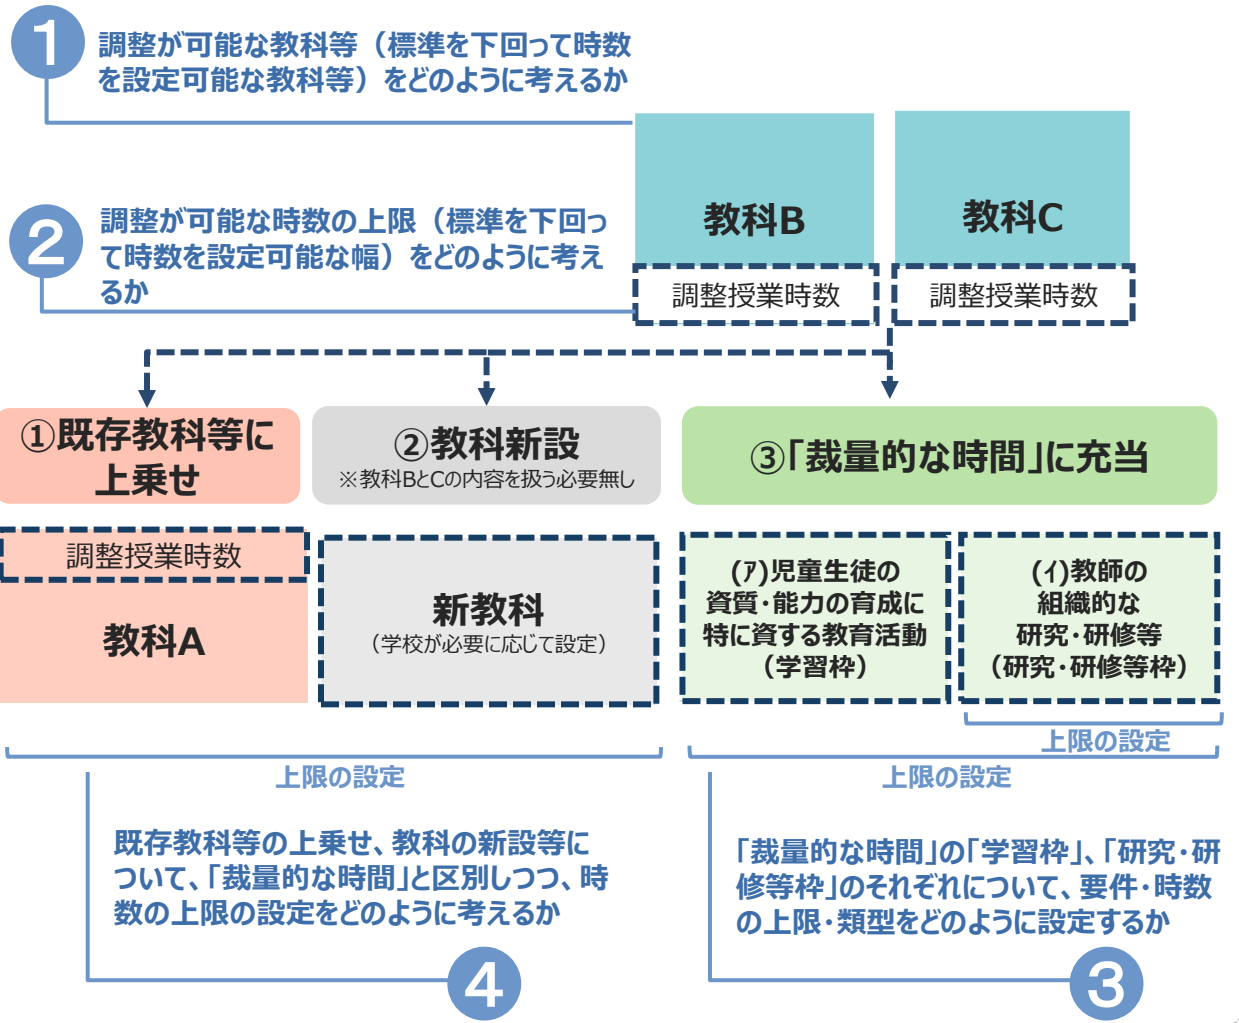 1
調整が可能な教科等（標準を下回って時数
を設定可能な教科等）をどのように考えるか
教科B
教科C
2
調整が可能な時数の上限（標準を下回っ
て時数を設定可能な幅）をどのように考え
るか
調整授業時数
調整授業時数
①既存教科等に
上乗せ
②教科新設
※教科BとCの内容を扱う必要無し
③「裁量的な時間」に充当
調整授業時数
教科A
新教科
（学校が必要に応じて設定）
(ｱ)児童生徒の
資質・能力の育成に
特に資する教育活動
（学習枠）
(ｲ)教師の
組織的な
研究・研修等
（研究・研修等枠）
上限の設定
上限の設定
上限の設定
既存教科等の上乗せ、教科の新設等に
ついて、「裁量的な時間」と区別しつつ、時
数の上限の設定をどのように考えるか
4
「裁量的な時間」の「学習枠」、「研究・研
修等枠」のそれぞれについて、要件・時数
の上限・類型をどのように設定するか
3